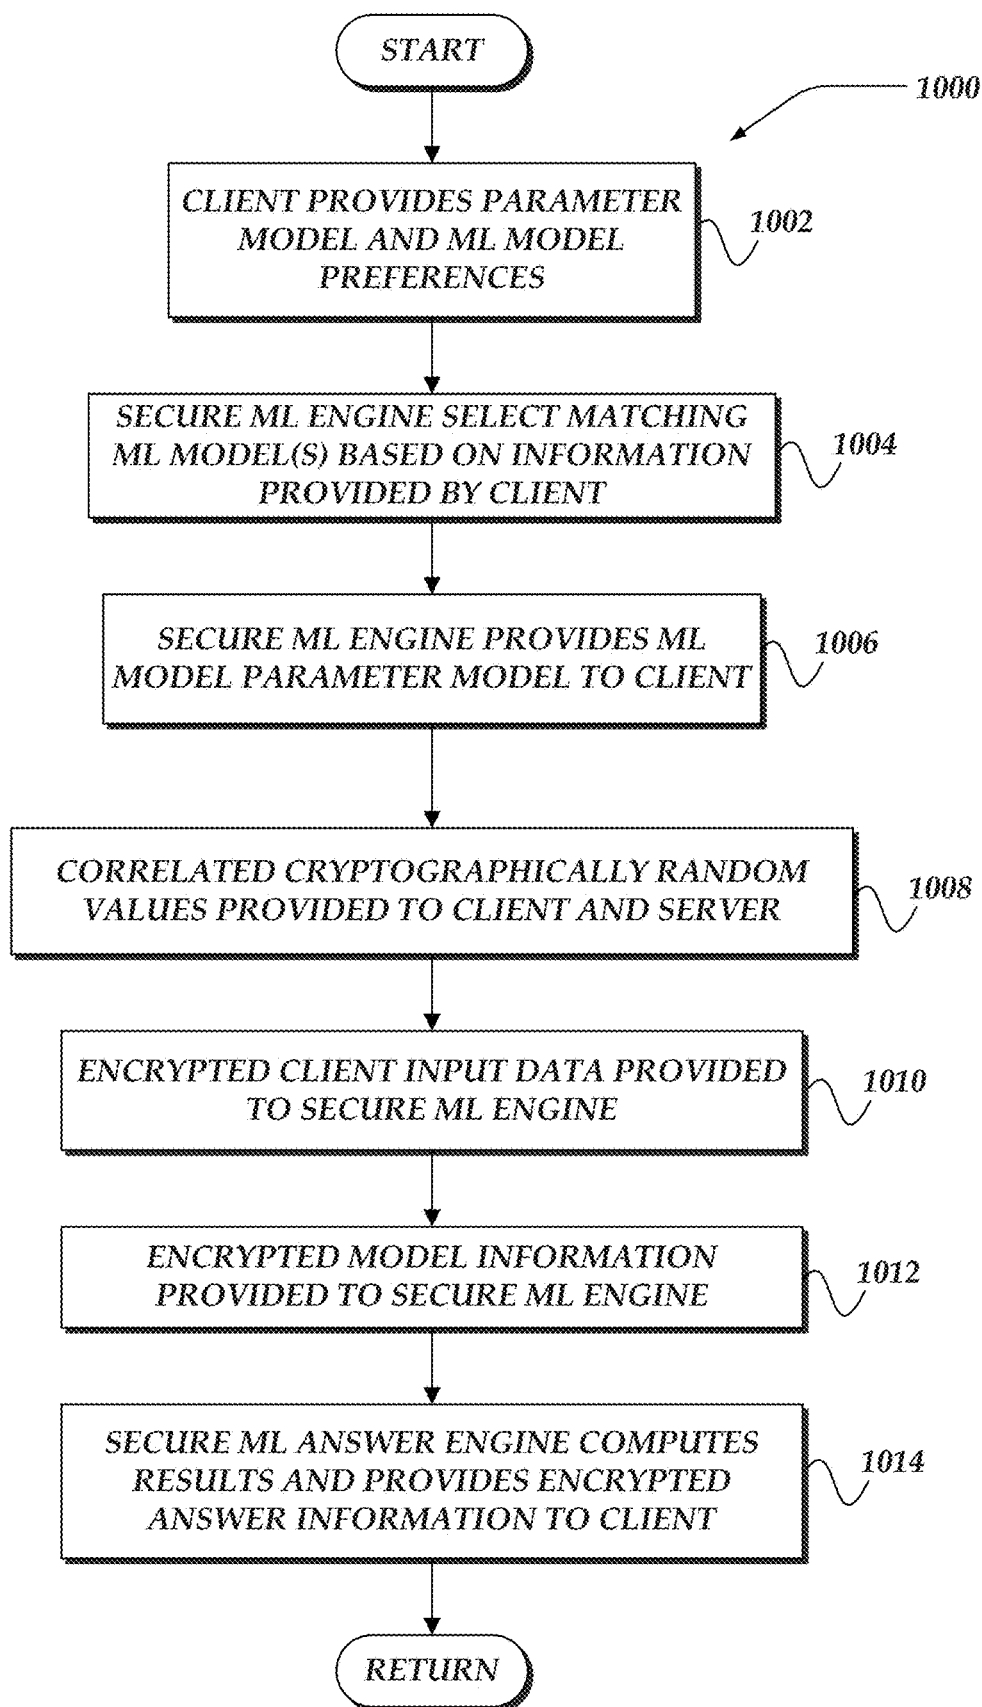 START
1000
CLIENT PROVIDES PARAMETER
MODEL AND ML MODEL
PREFERENCES
1002
SECURE ML ENGINE SELECT MATCHING
ML MODEL(S) BASED ON INFORMATION
PROVIDED BY CLIENT
1004
SECURE ML ENGINE PROVIDES ML
MODEL PARAMETER MODEL TO CLIENT
1006
CORRELATED CRYPTOGRAPHICALLY RANDOM
VALUES PROVIDED TO CLIENT AND SERVER
1008
ENCRYPTED CLIENT INPUT DATA PROVIDED
TO SECURE ML ENGINE
1010
ENCRYPTED MODEL INFORMATION
PROVIDED TO SECURE ML ENGINE
1012
SECURE ML ANSWER ENGINE COMPUTES
RESULTS AND PROVIDES ENCRYPTED
ANSWER INFORMATION TO CLIENT
1014
RETURN